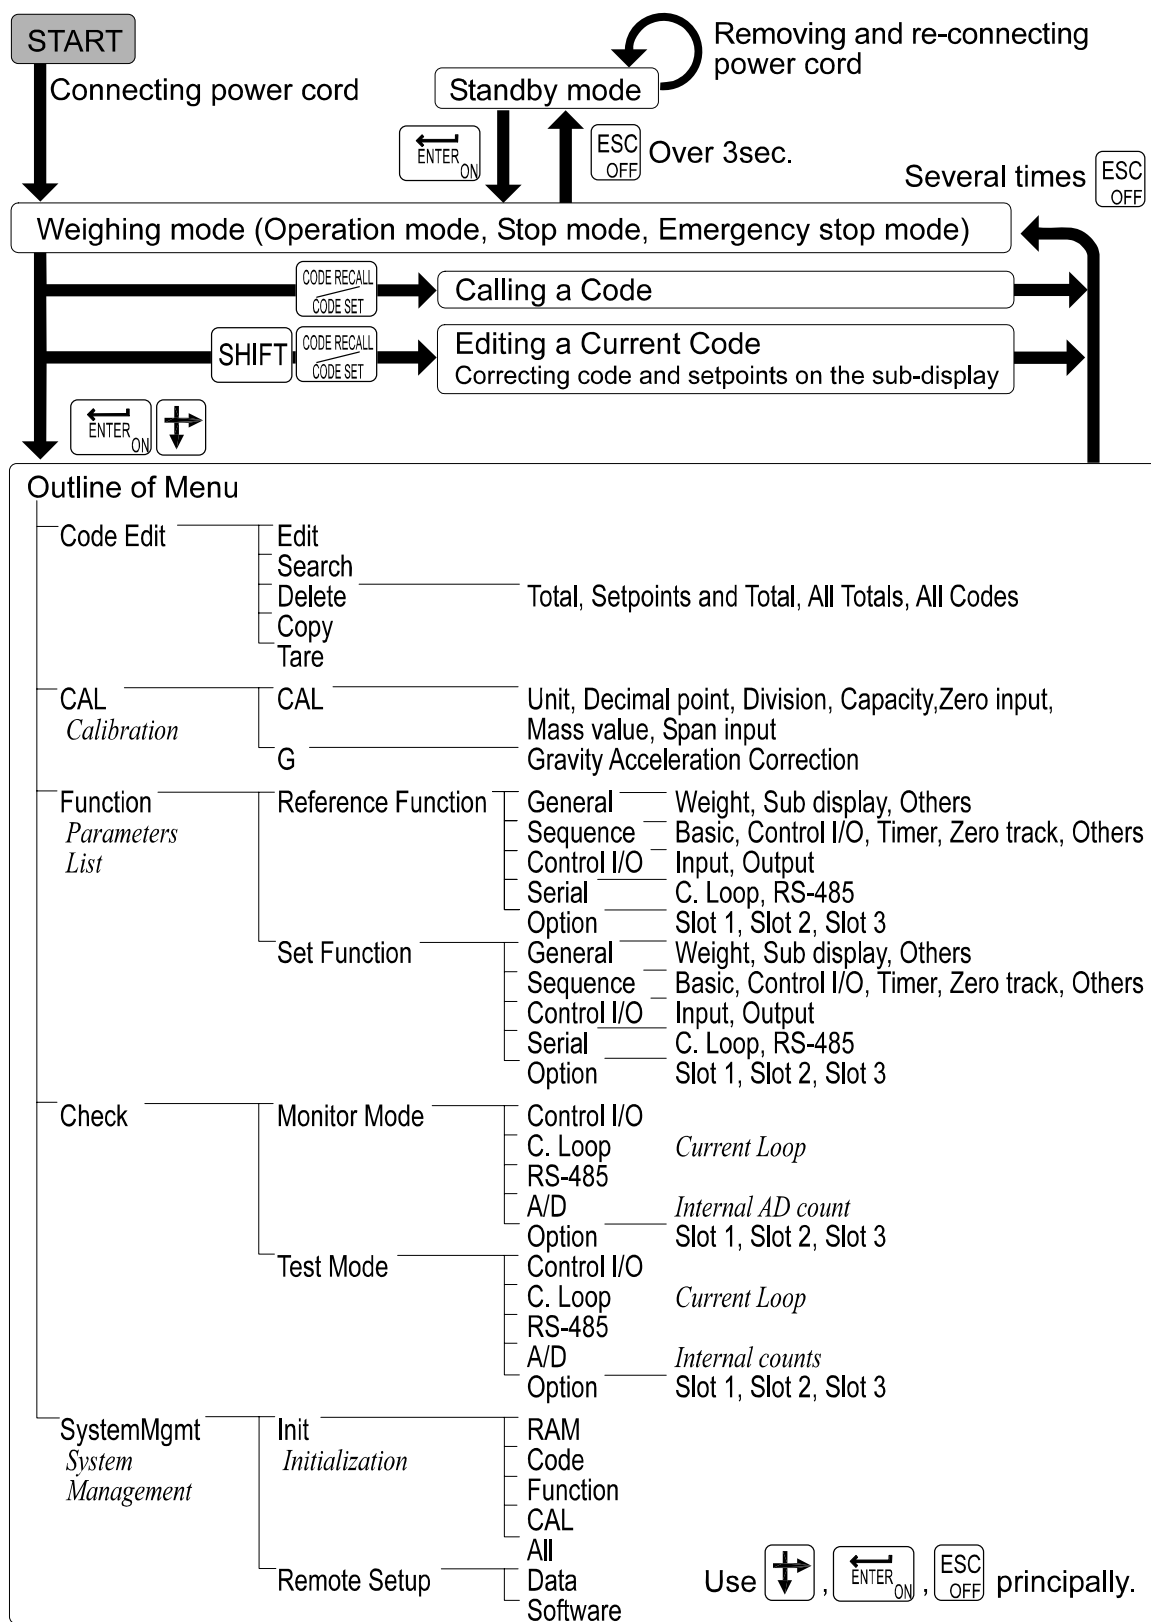 START
Connecting power cord
Removing and re-connecting
power cord
Standby mode
ENTER ON
ESC OFF
Over 3sec.
Several times ESC OFF
Weighing mode (Operation mode, Stop mode, Emergency stop mode)
CODE RECALL
CODE SET
Calling a Code
SHIFT
CODE RECALL
CODE SET
Editing a Current Code
Correcting code and setpoints on the sub-display
ENTER ON
Outline of Menu
Code Edit Edit
Search
Delete Total, Setpoints and Total, All Totals, All Codes
Copy
Tare
CAL CAL Unit, Decimal point, Division, Capacity,Zero input,
Calibration Mass value, Span input
G Gravity Acceleration Correction
Function Reference Function General Weight, Sub display, Others
Parameters Sequence Basic, Control I/O, Timer, Zero track, Others
List Control I/O Input, Output
Serial C. Loop, RS-485
Option Slot 1, Slot 2, Slot 3
Set Function General Weight, Sub display, Others
Sequence Basic, Control I/O, Timer, Zero track, Others
Control I/O Input, Output
Serial C. Loop, RS-485
Option Slot 1, Slot 2, Slot 3
Check Monitor Mode Control I/O
C. Loop Current Loop
RS-485
A/D Internal AD count
Option Slot 1, Slot 2, Slot 3
Test Mode Control I/O
C. Loop Current Loop
RS-485
A/D Internal counts
Option Slot 1, Slot 2, Slot 3
SystemMgmt Init RAM
System Initialization Code
Management Function
CAL
All
Remote Setup Data
Software
Use , ENTER ON , ESC OFF principally.